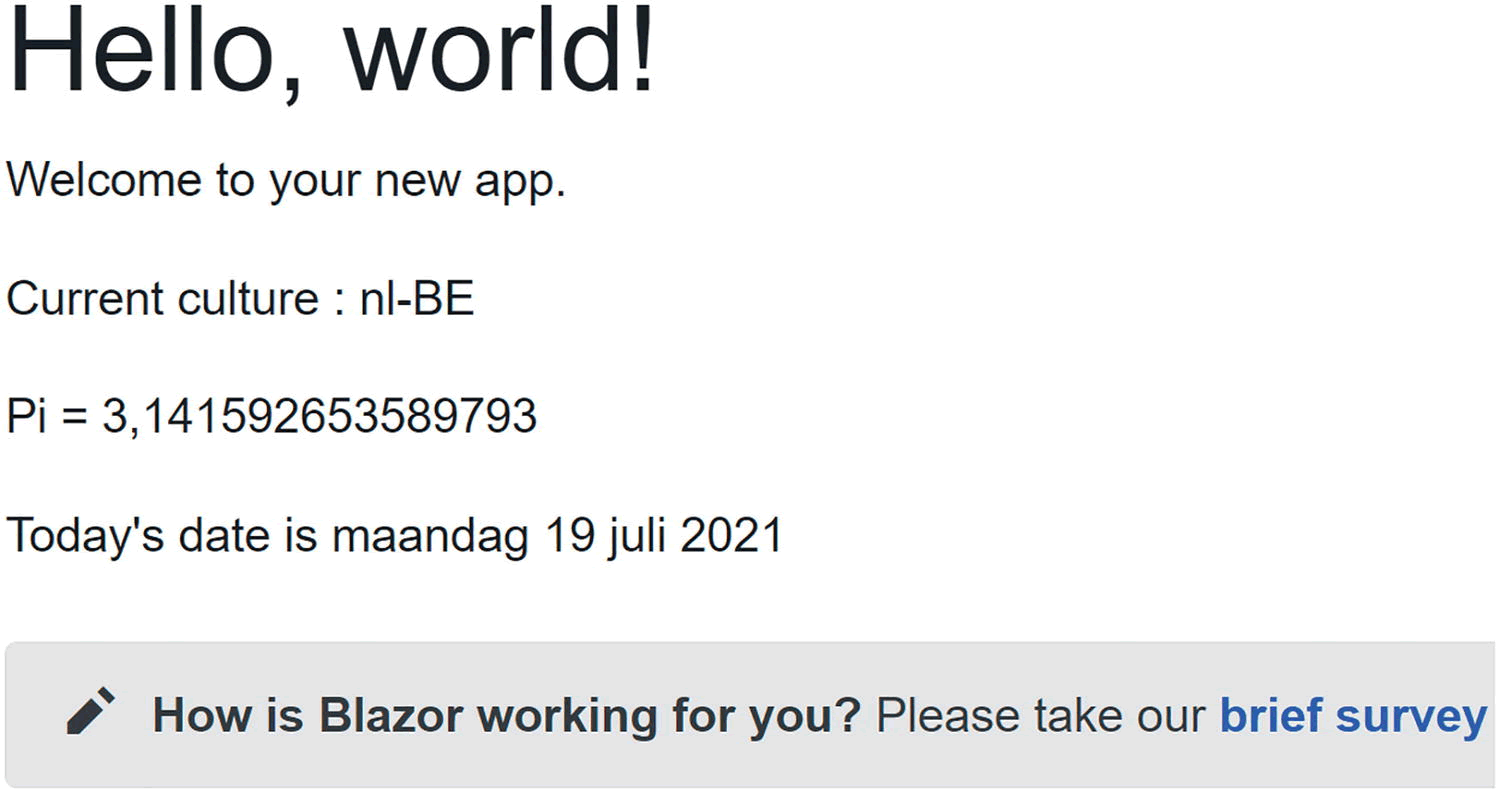 Hello, world!
Welcome to your new app.
Current culture : nl-BE
Pi = 3,141592653589793
Today's date is maandag 19 juli 2021
How is Blazor working for you? Please take our brief survey